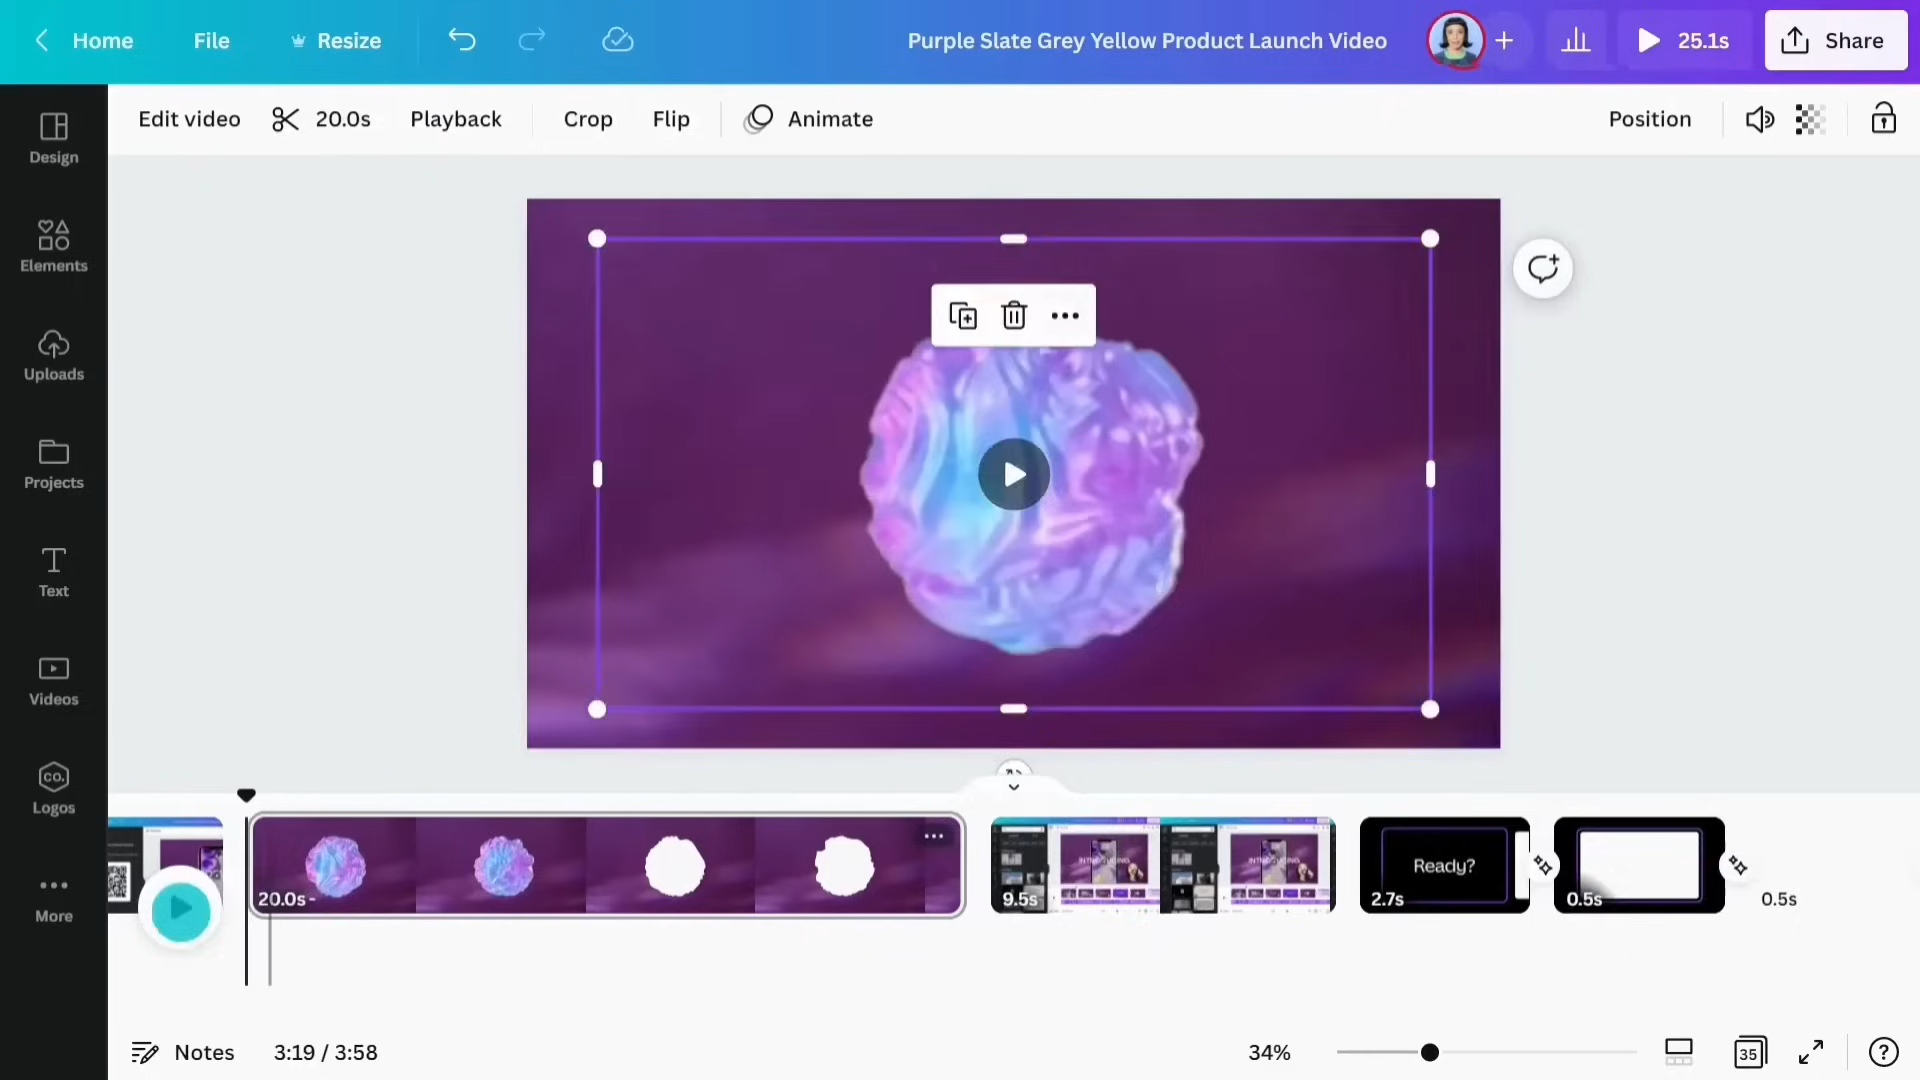 Home
File
Resize
Purple Slate Grey Yellow Product Launch Video
25.1s
Share
Edit video
20.0s
Playback
Crop
Flip
Animate
Position
Design
Elements
Uploads
Projects
Text
Videos
CO.
Logos
More
20.0s
9.5s
Ready?
2.7s
0.5s
0.5s
Notes
3:19 / 3:58
34%
35